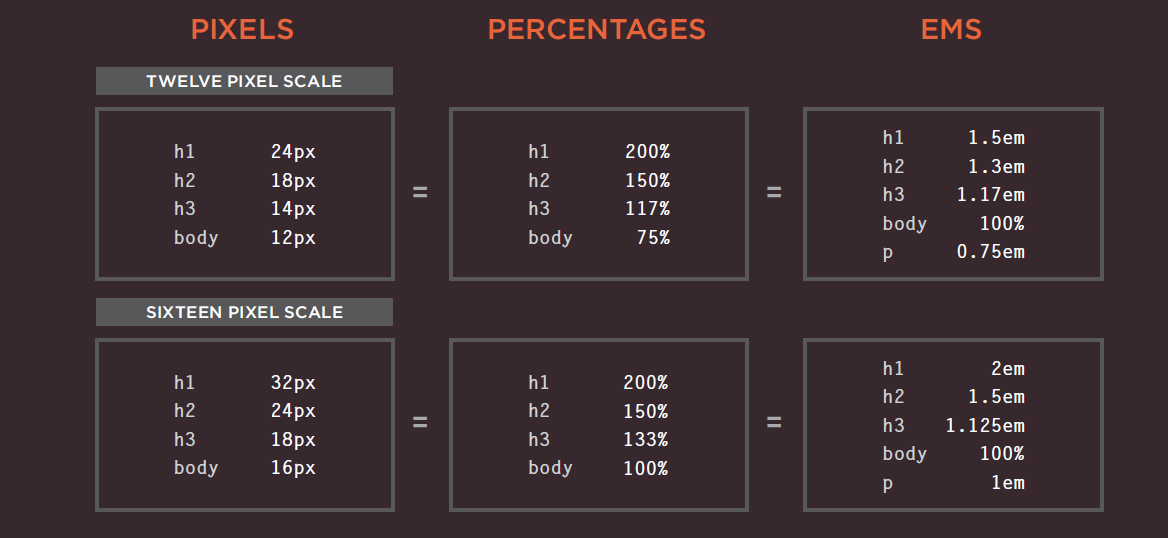 PIXELS PERCENTAGES EMS
TWELVE PIXEL SCALE
h1 24px
h2 18px
h3 14px
body 12px
=
h1 200%
h2 150%
h3 117%
body 75%
=
h1 1.5em
h2 1.3em
h3 1.17em
body 100%
p 0.75em
SIXTEEN PIXEL SCALE
h1 32px
h2 24px
h3 18px
body 16px
=
h1 200%
h2 150%
h3 133%
body 100%
=
h1 2em
h2 1.5em
h3 1.125em
body 100%
p 1em